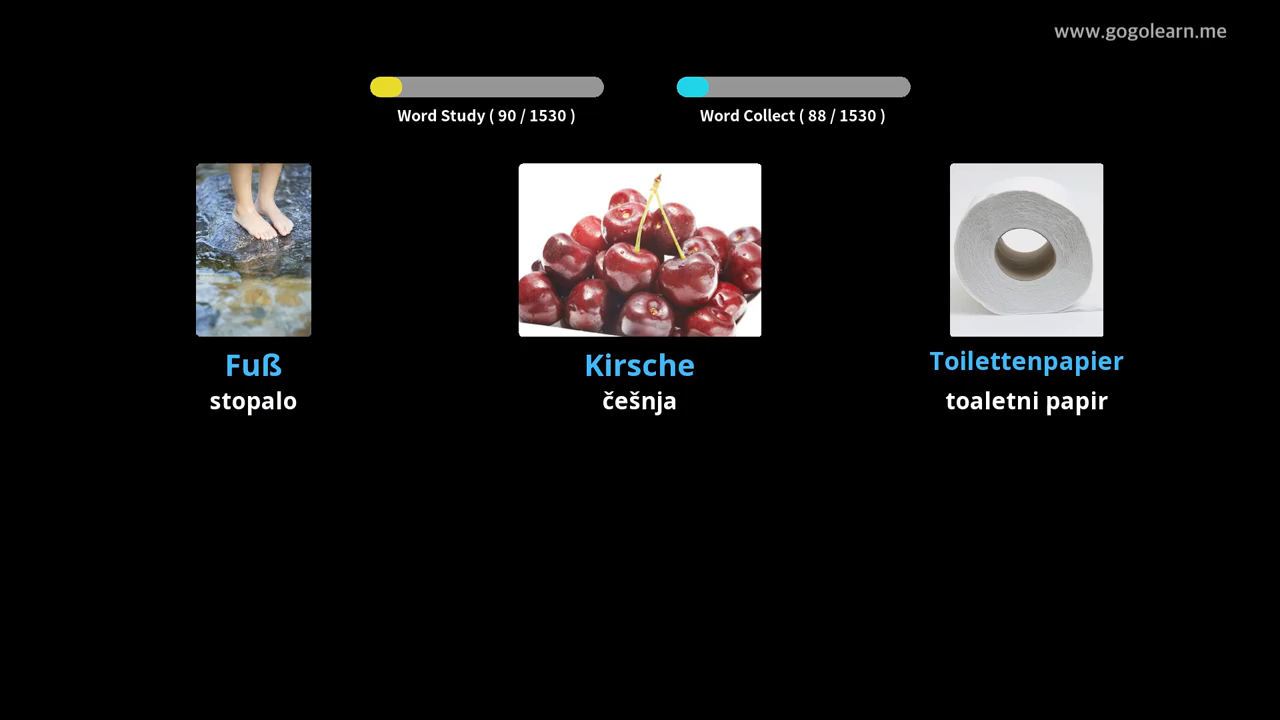 www.gogolearn.me
Word Study ( 90 / 1530 )
Word Collect ( 88 / 1530 )
Fuß
Kirsche
Toilettenpapier
stopalo
češnja
toaletni papir